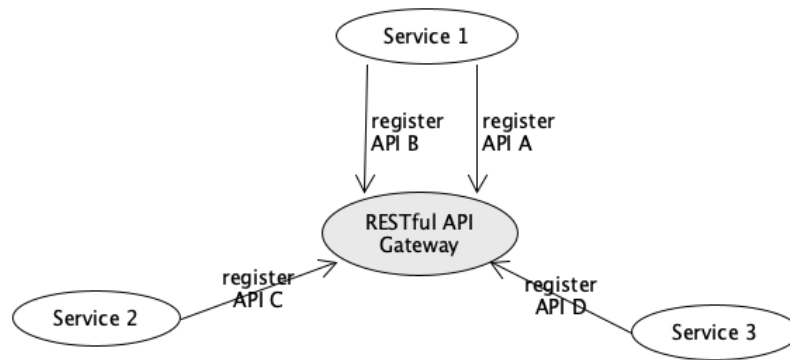 Service 1
register
API B
register
API A
RESTful API
Gateway
register
API C
register
API D
Service 2
Service 3